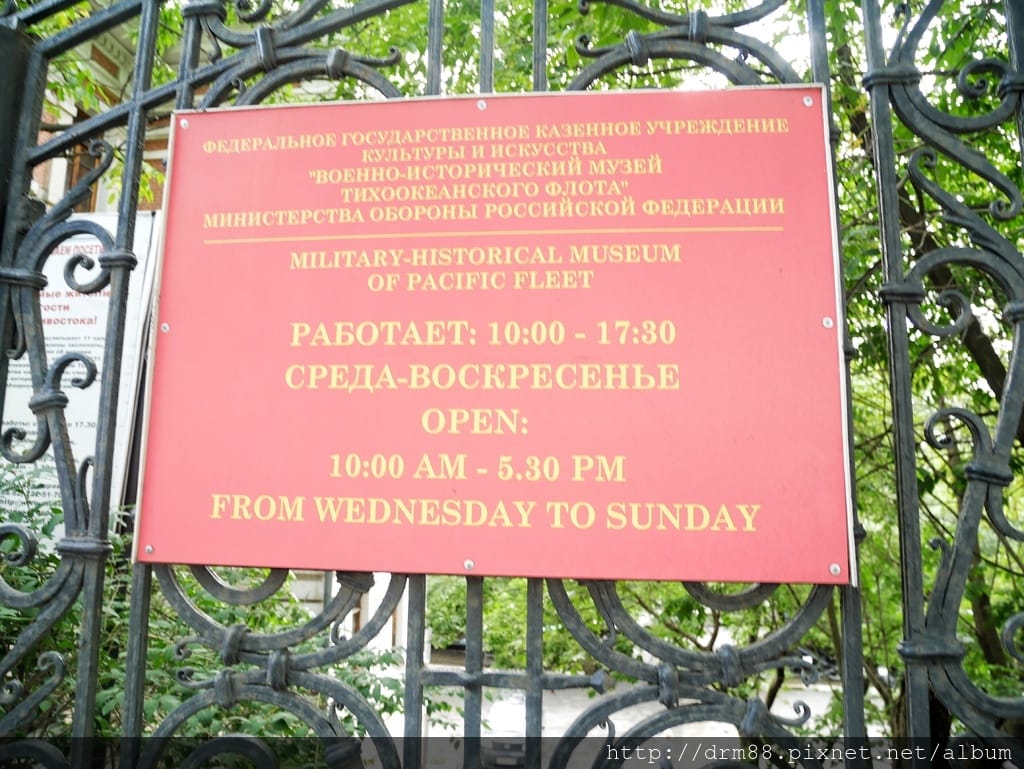 ФЕДЕРАЛЬНОЕ ГОСУДАРСТВЕННОЕ КАЗЕННОЕ УЧРЕЖДЕНИЕ
КУЛЬТУРЫ И ИСКУССТВА
"ВОЕННО-ИСТОРИЧЕСКИЙ МУЗЕЙ
ТИХООКЕАНСКОГО ФЛОТА"
МИНИСТЕРСТВА ОБОРОНЫ РОССИЙСКОЙ ФЕДЕРАЦИИ
MILITARY-HISTORICAL MUSEUM
OF PACIFIC FLEET
РАБОТАЕТ: 10:00 - 17:30
СРЕДА-ВОСКРЕСЕНЬЕ
OPEN:
10:00 AM - 5.30 PM
FROM WEDNESDAY TO SUNDAY
http://drm88.pixnet.net/album